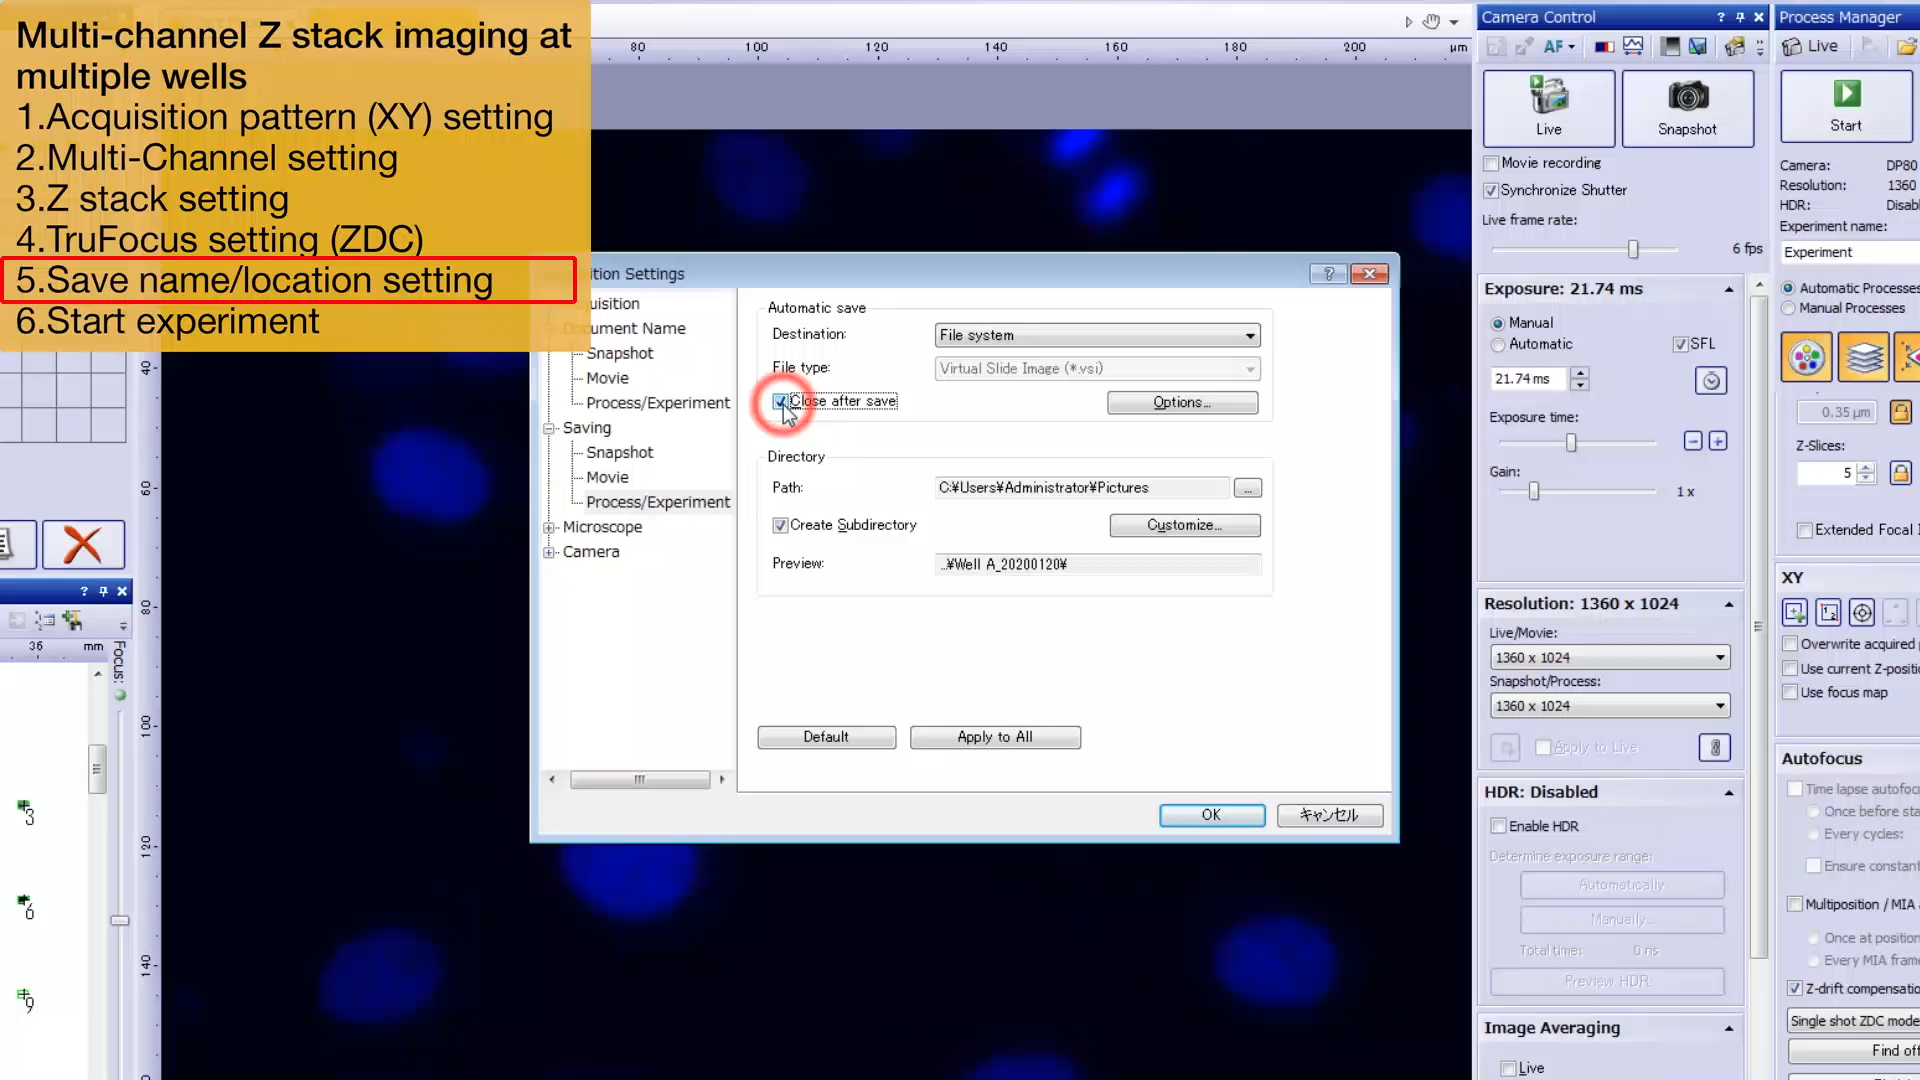 Multi-channel Z stack imaging at
multiple wells
1.Acquisition pattern (XY) setting
2.Multi-Channel setting
3.Z stack setting
4.TruFocus setting (ZDC)
5.Save name/location setting
6.Start experiment
80 100 120 140 160 180 200 µm
40
60
80
100
120
140
36 mm
Focus:
3
6
9
ition Settings
uisition
Document Name
Snapshot
Movie
Process/Experiment
Saving
Snapshot
Movie
Process/Experiment
Microscope
Camera
Automatic save
Destination: File system
File type: Virtual Slide Image (*.vsi)
Close after save
Options...
Directory
Path: C:¥Users¥Administrator¥Pictures ...
Create Subdirectory
Customize...
Preview: ..¥Well A_20200120¥
Default
Apply to All
OK
キャンセル
Camera Control
AF
Live
Snapshot
Movie recording
Synchronize Shutter
Live frame rate:
6 fps
Exposure: 21.74 ms
Manual
Automatic
SFL
21.74 ms
Exposure time:
Gain:
1 x
Resolution: 1360 x 1024
Live/Movie:
1360 x 1024
Snapshot/Process:
1360 x 1024
Apply to Live
HDR: Disabled
Enable HDR
Determine exposure range:
Automatically
Manually...
Total time: 0 ns
Preview HDR
Image Averaging
Live
Process Manager
Live
Start
Camera: DP80
Resolution: 1360
HDR: Disab
Experiment name:
Experiment
Automatic Processes
Manual Processes
0.35 µm
Z-Slices:
5
Extended Focal I
XY
Overwrite acquired
Use current Z-positi
Use focus map
Autofocus
Time lapse autofoc
Once before sta
Every cycles:
Ensure constant
Multiposition / MIA
Once at position
Every MIA frame
Z-drift compensatio
Single shot ZDC mode
Find off